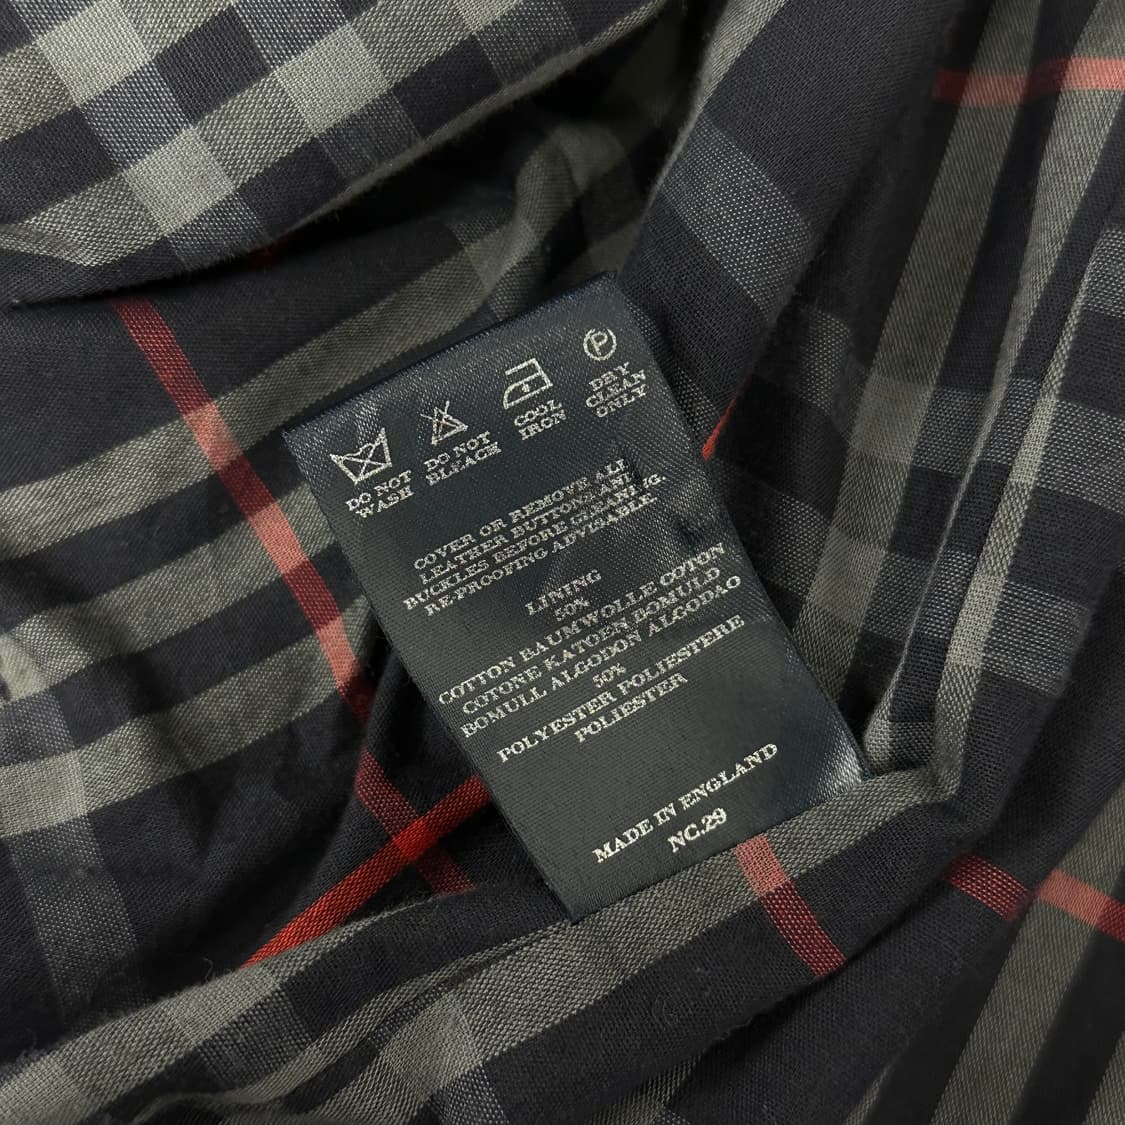 DO NOT
WASH
DO NOT
BLEACH
COOL
IRON
P
DRY
CLEAN
ONLY
COVER OR REMOVE ALL
LEATHER BUTTONS AND
BUCKLES BEFORE CLEANING.
RE-PROOFING ADVISABLE.
LINING
50%
COTTON BAUMWOLLE COTON
COTONE KATOEN BOMULD
BOMULL ALGODON ALGODAO
50%
POLYESTER POLIESTERE
POLIESTER
MADE IN ENGLAND
NC.29